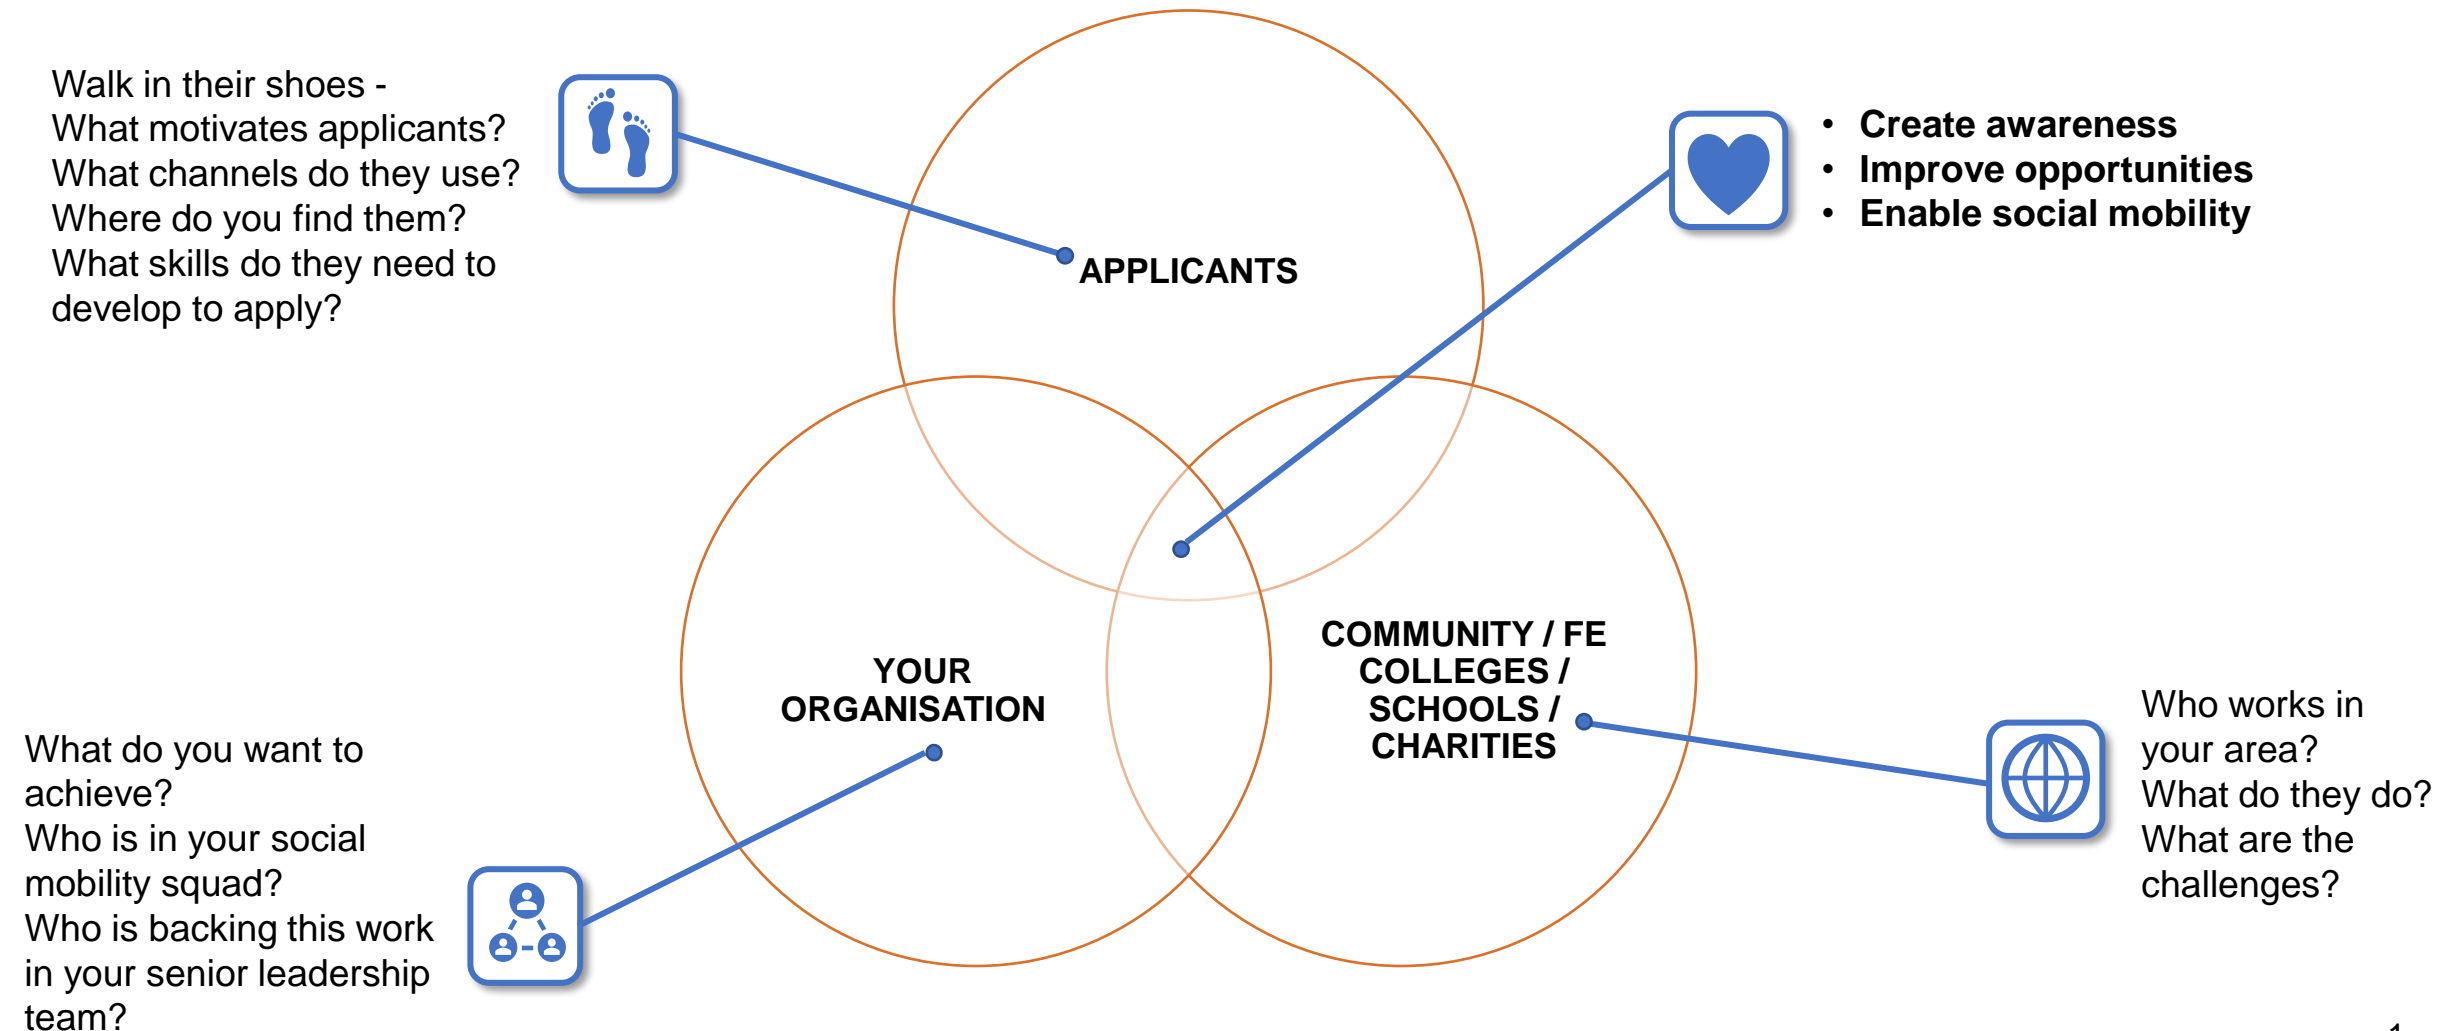 Walk in their shoes -
What motivates applicants?
What channels do they use?
Where do you find them?
What skills do they need to
develop to apply?
• Create awareness
• Improve opportunities
• Enable social mobility
APPLICANTS
YOUR
ORGANISATION
COMMUNITY / FE
COLLEGES /
SCHOOLS /
CHARITIES
What do you want to
achieve?
Who is in your social
mobility squad?
Who is backing this work
in your senior leadership
team?
Who works in
your area?
What do they do?
What are the
challenges?
1